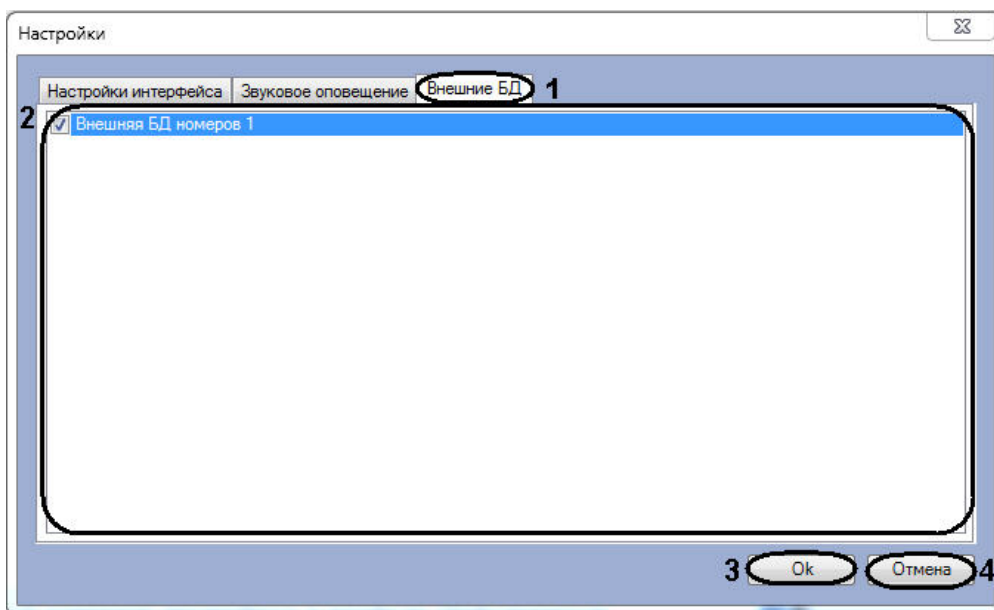 Настройки
Настройки интерфейса Звуковое оповещение Внешние БД 1
2
Внешняя БД номеров 1
3 Ok Отмена 4